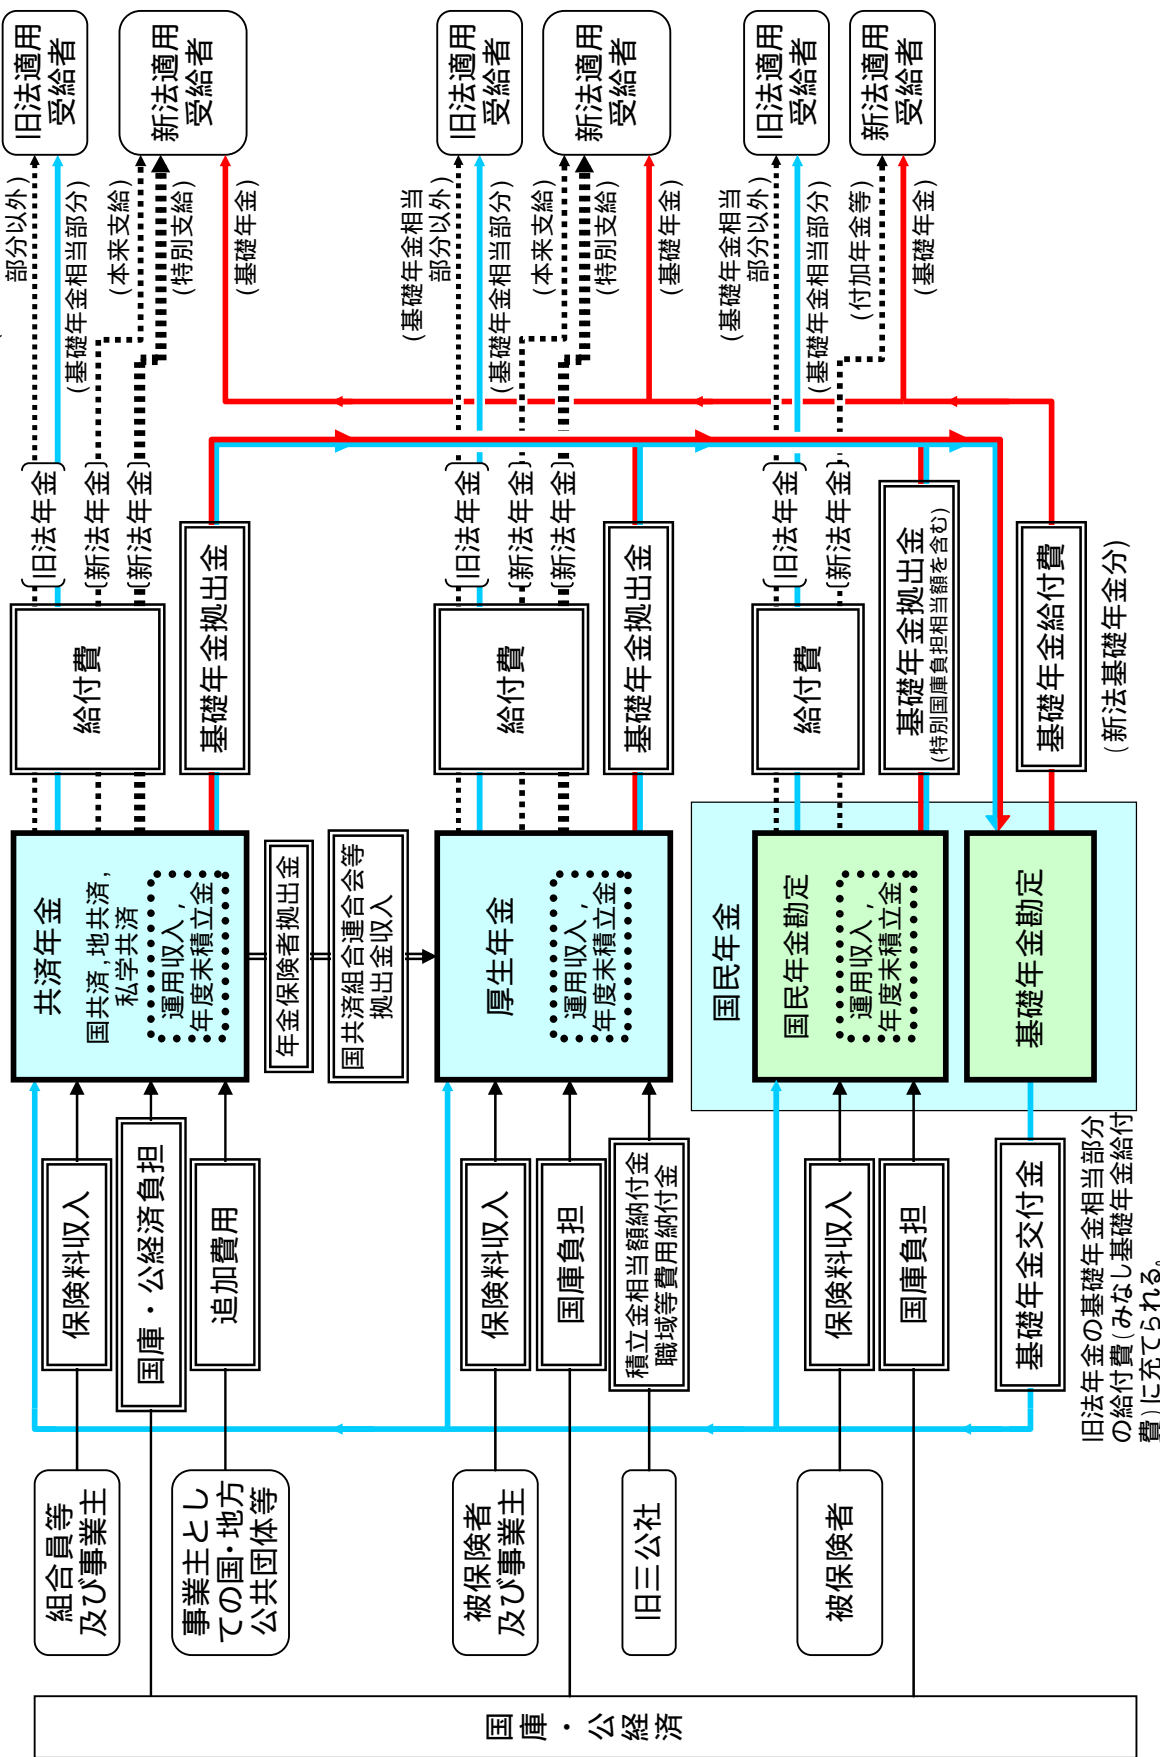 旧法適用
受給者
新法適用
受給者
部分以外)
(基礎年金相当部分)
(本来支給)
(特別支給)
(基礎年金)
(旧法年金)
(新法年金)
(新法年金)
給付費
基礎年金拠出金
共済年金
国共済,地共済,
私学共済
運用収入,
年度末積立金
保険料収入
国庫・公経済負担
追加費用
組合員等
及び事業主
事業主とし
ての国・地方
公共団体等
年金保険者拠出金
国共済組合連合会等
拠出金収入
旧法適用
受給者
新法適用
受給者
(基礎年金相当
部分以外)
(基礎年金相当部分)
(本来支給)
(特別支給)
(基礎年金)
(旧法年金)
(新法年金)
(新法年金)
給付費
基礎年金拠出金
厚生年金
運用収入,
年度末積立金
保険料収入
国庫負担
積立金相当額納付金
職域等費用納付金
被保険者
及び事業主
旧三公社
旧法適用
受給者
新法適用
受給者
(基礎年金相当
部分以外)
(基礎年金相当部分)
(付加年金等)
(基礎年金)
(旧法年金)
(新法年金)
給付費
基礎年金拠出金
(特別国庫負担相当額を含む)
国民年金
国民年金勘定
運用収入,
年度末積立金
保険料収入
国庫負担
被保険者
基礎年金給付費
(新法基礎年金分)
基礎年金勘定
基礎年金交付金
旧法年金の基礎年金相当部分
の給付費(みなし基礎年金給付
費)に充てられる。
国庫・公経済